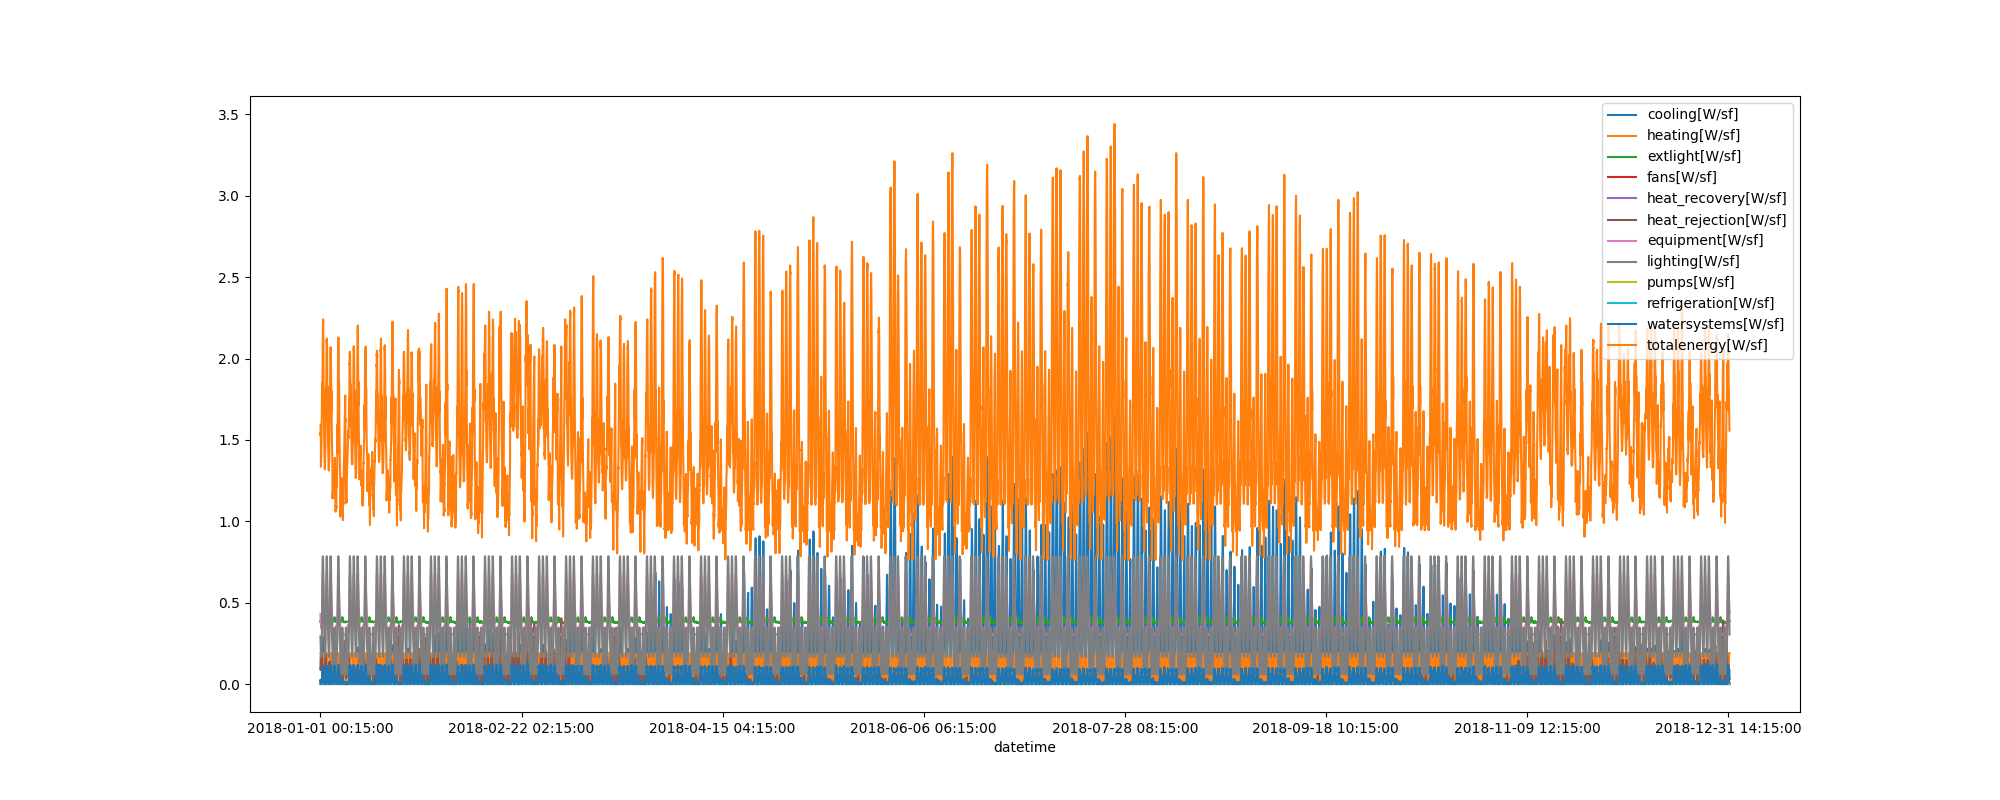 3.5
3.0
2.5
2.0
1.5
1.0
0.5
0.0
cooling[W/sf]
heating[W/sf]
extlight[W/sf]
fans[W/sf]
heat_recovery[W/sf]
heat_rejection[W/sf]
equipment[W/sf]
lighting[W/sf]
pumps[W/sf]
refrigeration[W/sf]
watersystems[W/sf]
totalenergy[W/sf]
2018-01-01 00:15:00
2018-02-22 02:15:00
2018-04-15 04:15:00
2018-06-06 06:15:00
2018-07-28 08:15:00
2018-09-18 10:15:00
2018-11-09 12:15:00
2018-12-31 14:15:00
datetime